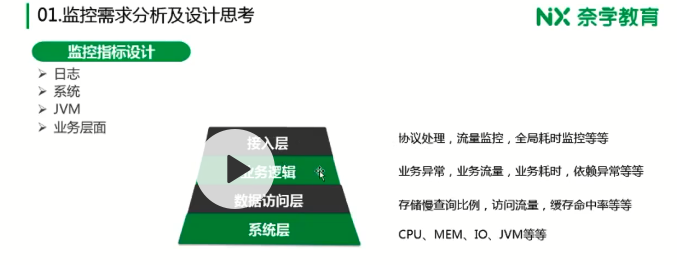 01.监控需求分析及设计思考
NX 奈学教育
监控指标设计
日志
系统
JVM
业务层面
接入层
协议处理，流量监控，全局耗时监控等等
业务逻辑
业务异常，业务流量，业务耗时，依赖异常等等
数据访问层
存储慢查询比例，访问流量，缓存命中率等等
系统层
CPU、MEM、IO、JVM等等